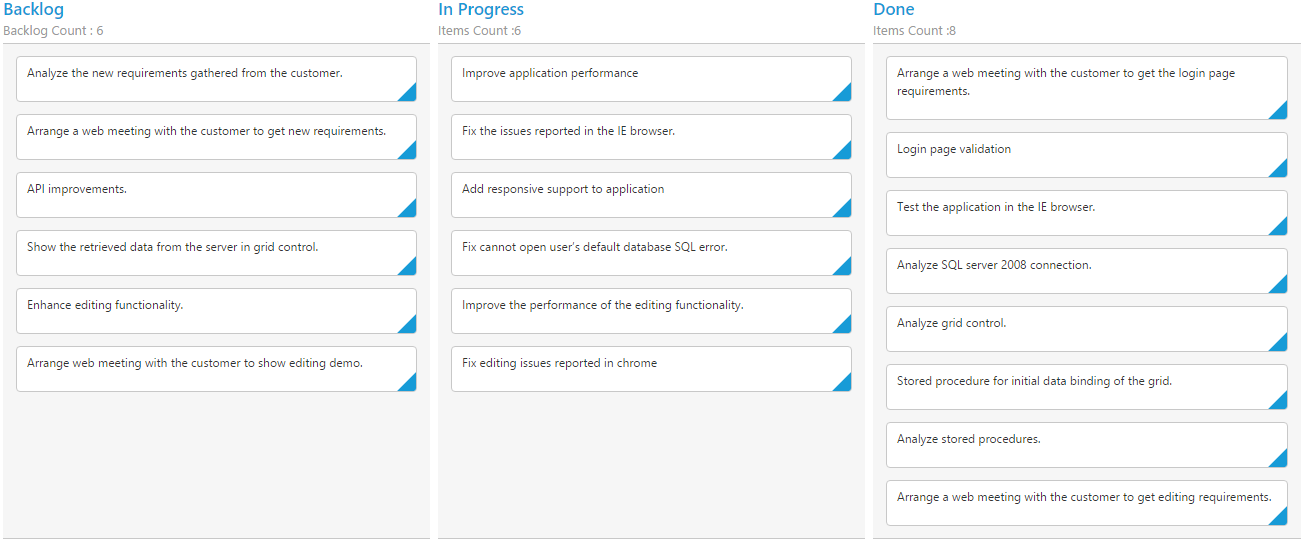 Backlog
Backlog Count : 6
Analyze the new requirements gathered from the customer.
Arrange a web meeting with the customer to get new requirements.
API improvements.
Show the retrieved data from the server in grid control.
Enhance editing functionality.
Arrange web meeting with the customer to show editing demo.
In Progress
Items Count :6
Improve application performance
Fix the issues reported in the IE browser.
Add responsive support to application
Fix cannot open user's default database SQL error.
Improve the performance of the editing functionality.
Fix editing issues reported in chrome
Done
Items Count :8
Arrange a web meeting with the customer to get the login page
requirements.
Login page validation
Test the application in the IE browser.
Analyze SQL server 2008 connection.
Analyze grid control.
Stored procedure for initial data binding of the grid.
Analyze stored procedures.
Arrange a web meeting with the customer to get editing requirements.